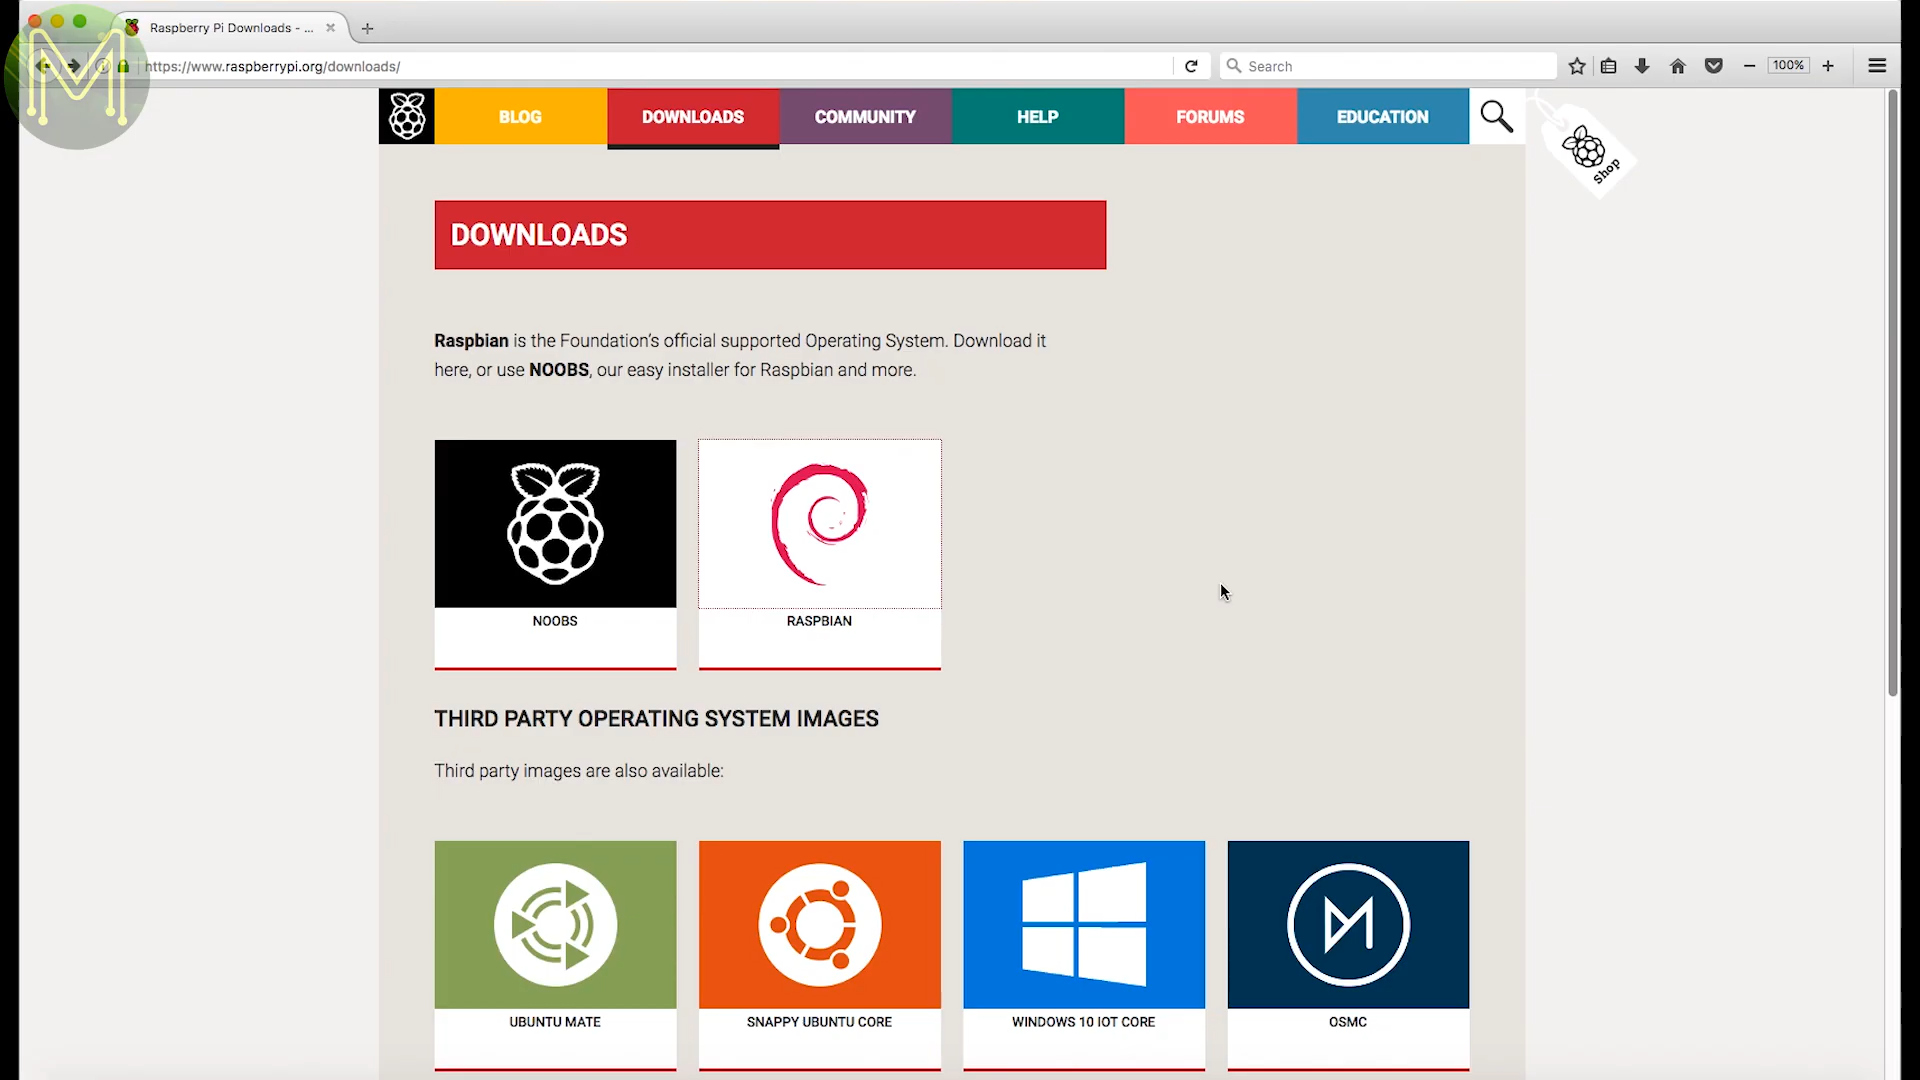 Raspberry Pi Downloads - ...
https://www.raspberrypi.org/downloads/
Search
100%
BLOG
DOWNLOADS
COMMUNITY
HELP
FORUMS
EDUCATION
Shop
DOWNLOADS
Raspbian is the Foundation's official supported Operating System. Download it
here, or use NOOBS, our easy installer for Raspbian and more.
NOOBS
RASPBIAN
THIRD PARTY OPERATING SYSTEM IMAGES
Third party images are also available:
UBUNTU MATE
SNAPPY UBUNTU CORE
WINDOWS 10 IOT CORE
OSMC